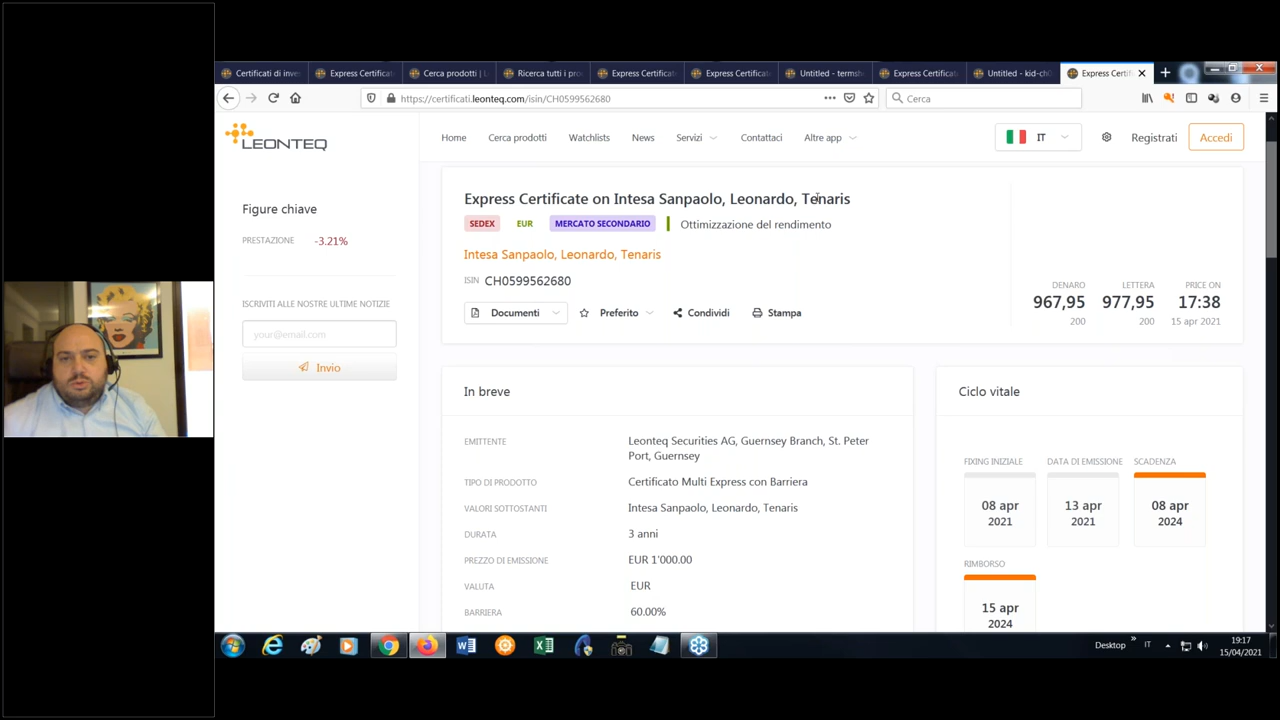 Certificati di inve
Express Certificat
Cerca prodotti | L
Ricerca tutti i pro
Express Certificat
Express Certificat
Untitled - termsh
Express Certificat
Untitled - kid-ch0
Express Certifi
https://certificati.leonteq.com/isin/CH0599562680
Cerca
LEONTEQ
Home
Cerca prodotti
Watchlists
News
Servizi
Contattaci
Altre app
IT
Registrati
Accedi
Figure chiave
PRESTAZIONE
-3.21%
ISCRIVITI ALLE NOSTRE ULTIME NOTIZIE
your@email.com
Invio
Express Certificate on Intesa Sanpaolo, Leonardo, Tenaris
SEDEX
EUR
MERCATO SECONDARIO
Ottimizzazione del rendimento
Intesa Sanpaolo, Leonardo, Tenaris
ISIN CH0599562680
Documenti
Preferito
Condividi
Stampa
DENARO
LETTERA
PRICE ON
967,95
977,95
17:38
200
200
15 apr 2021
In breve
EMITTENTE
Leonteq Securities AG, Guernsey Branch, St. Peter
Port, Guernsey
TIPO DI PRODOTTO
Certificato Multi Express con Barriera
VALORI SOTTOSTANTI
Intesa Sanpaolo, Leonardo, Tenaris
DURATA
3 anni
PREZZO DI EMISSIONE
EUR 1'000.00
VALUTA
EUR
BARRIERA
60.00%
Ciclo vitale
FIXING INIZIALE
DATA DI EMISSIONE
SCADENZA
08 apr
2021
13 apr
2021
08 apr
2024
RIMBORSO
15 apr
2024
Desktop
IT
19:17
15/04/2021